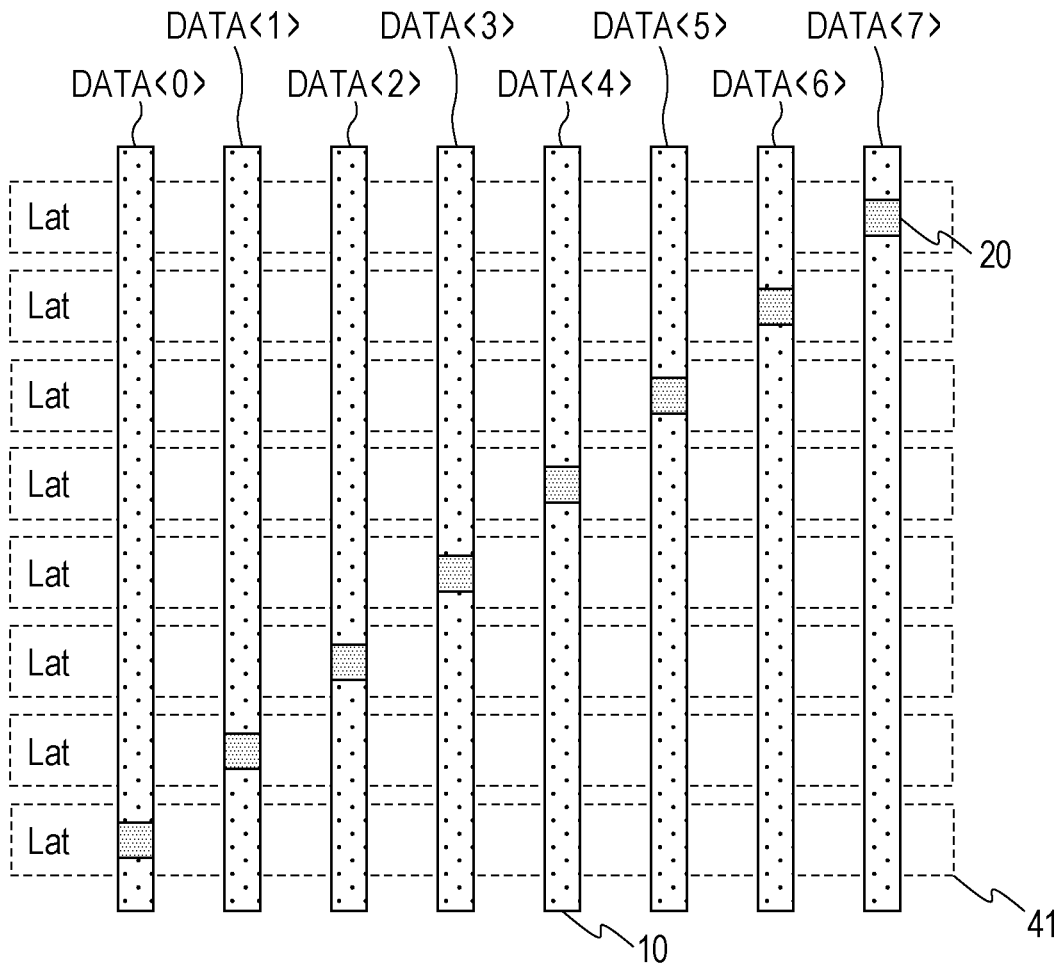 DATA<1> DATA<3> DATA<5> DATA<7>
DATA<0> DATA<2> DATA<4> DATA<6>
Lat
20
Lat
Lat
Lat
Lat
Lat
Lat
Lat
41
10